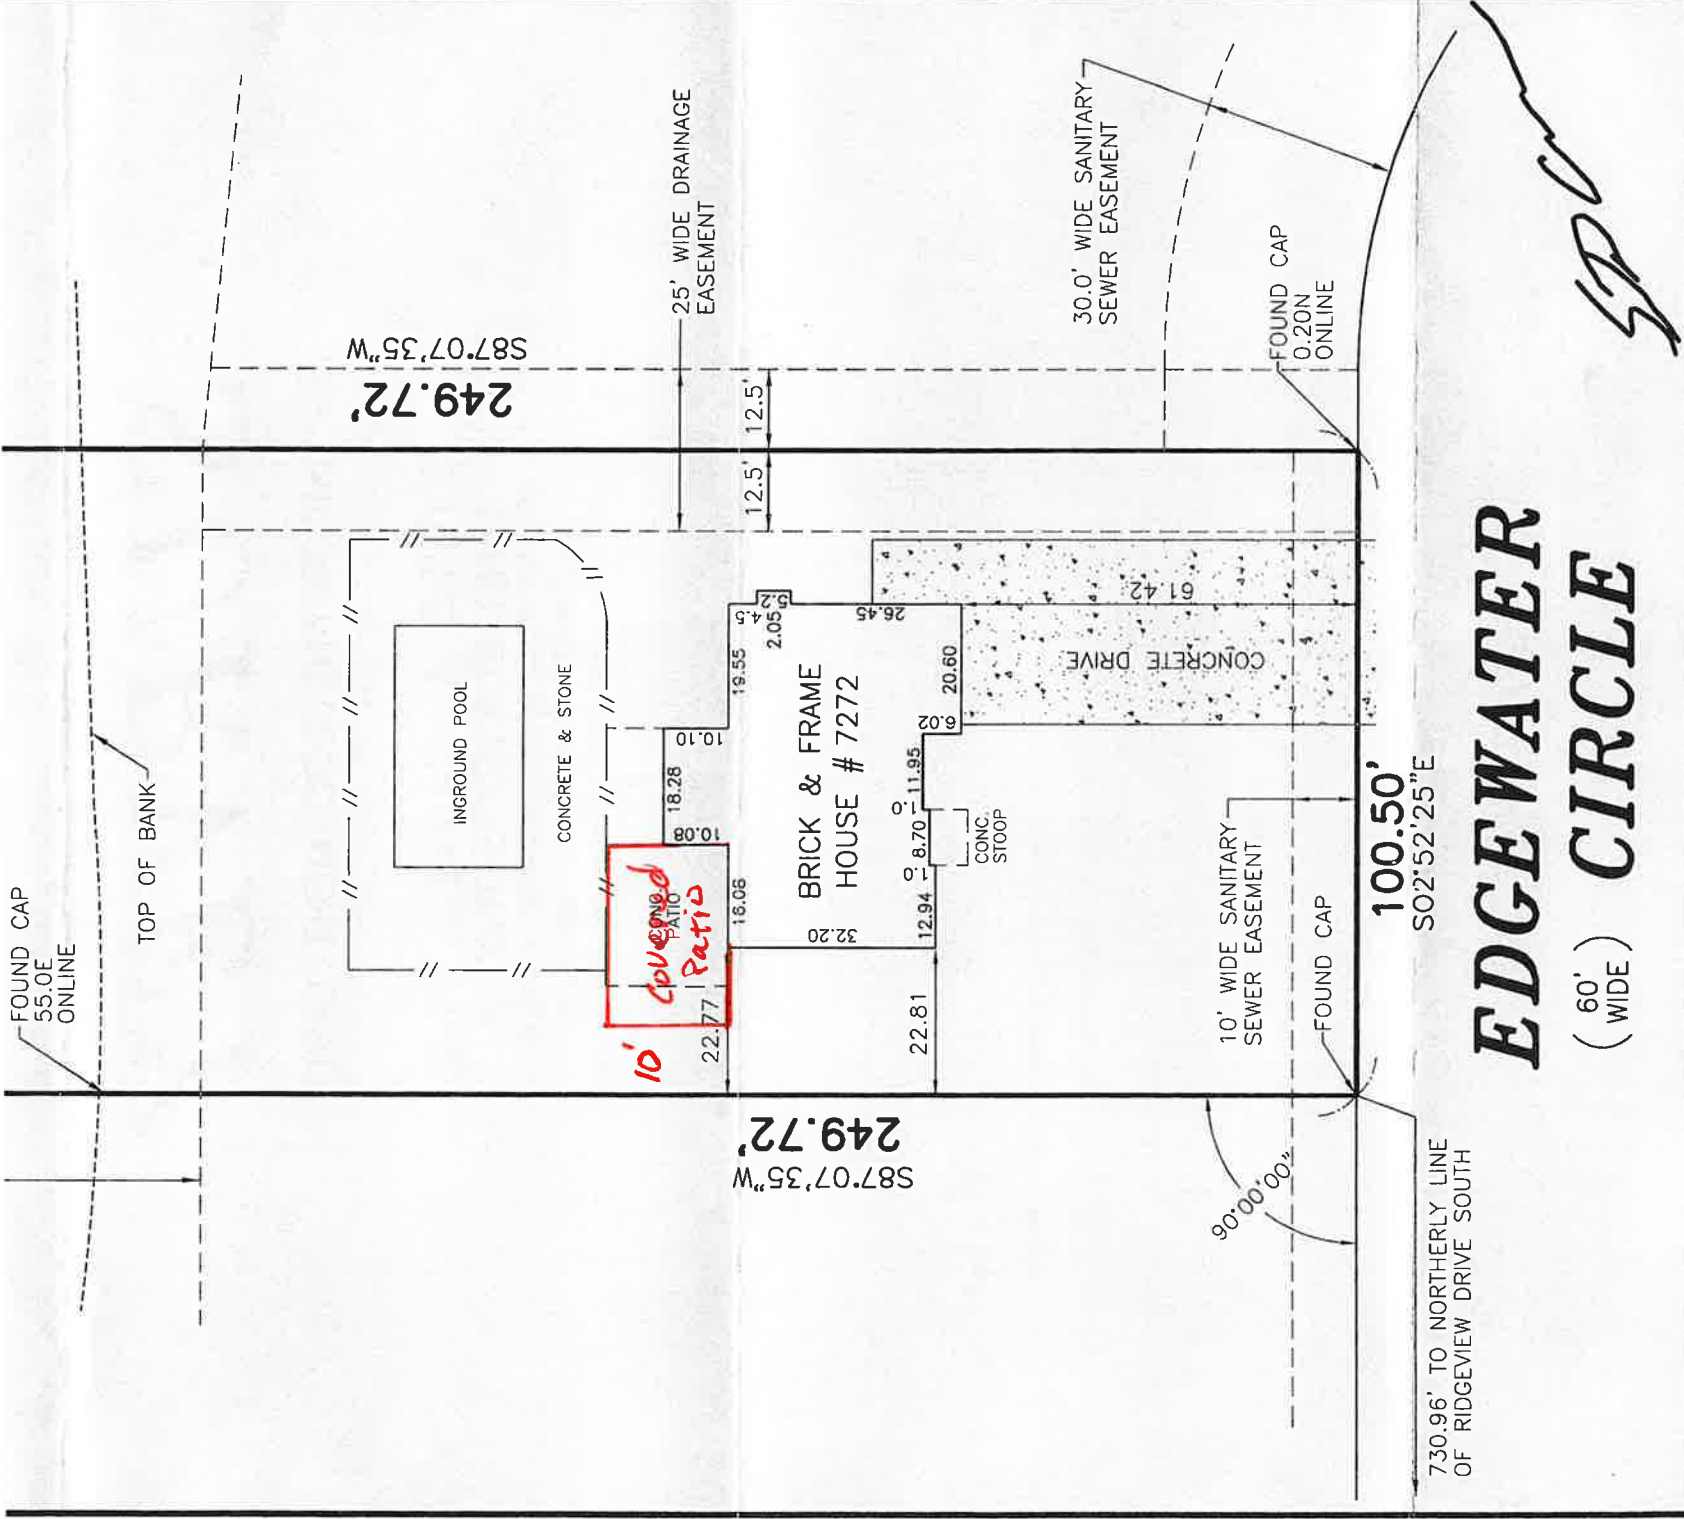 FOUND CAP
55.0E
ONLINE
TOP OF BANK
S87°07'35"W
249.72'
25' WIDE DRAINAGE
EASEMENT
30.0' WIDE SANITARY
SEWER EASEMENT
12.5'
12.5'
FOUND CAP
0.20N
ONLINE
INGROUND POOL
CONCRETE & STONE
CONC.
PATIO
Covered
Patio
10'
22.77
16.06
10.08
18.28
10.10
19.55
4.5
5.2
2.05
26.45
BRICK & FRAME
HOUSE # 7272
32.20
22.81
12.94
1.0
8.70
1.0
11.95
6.02
20.60
CONC.
STOOP
CONCRETE DRIVE
61.42
249.72'
S87°07'35"W
10' WIDE SANITARY
SEWER EASEMENT
FOUND CAP
90°00'00"
100.50'
S02°52'25"E
730.96' TO NORTHERLY LINE
OF RIDGEVIEW DRIVE SOUTH
EDGEWATER
CIRCLE
( 60'
WIDE )